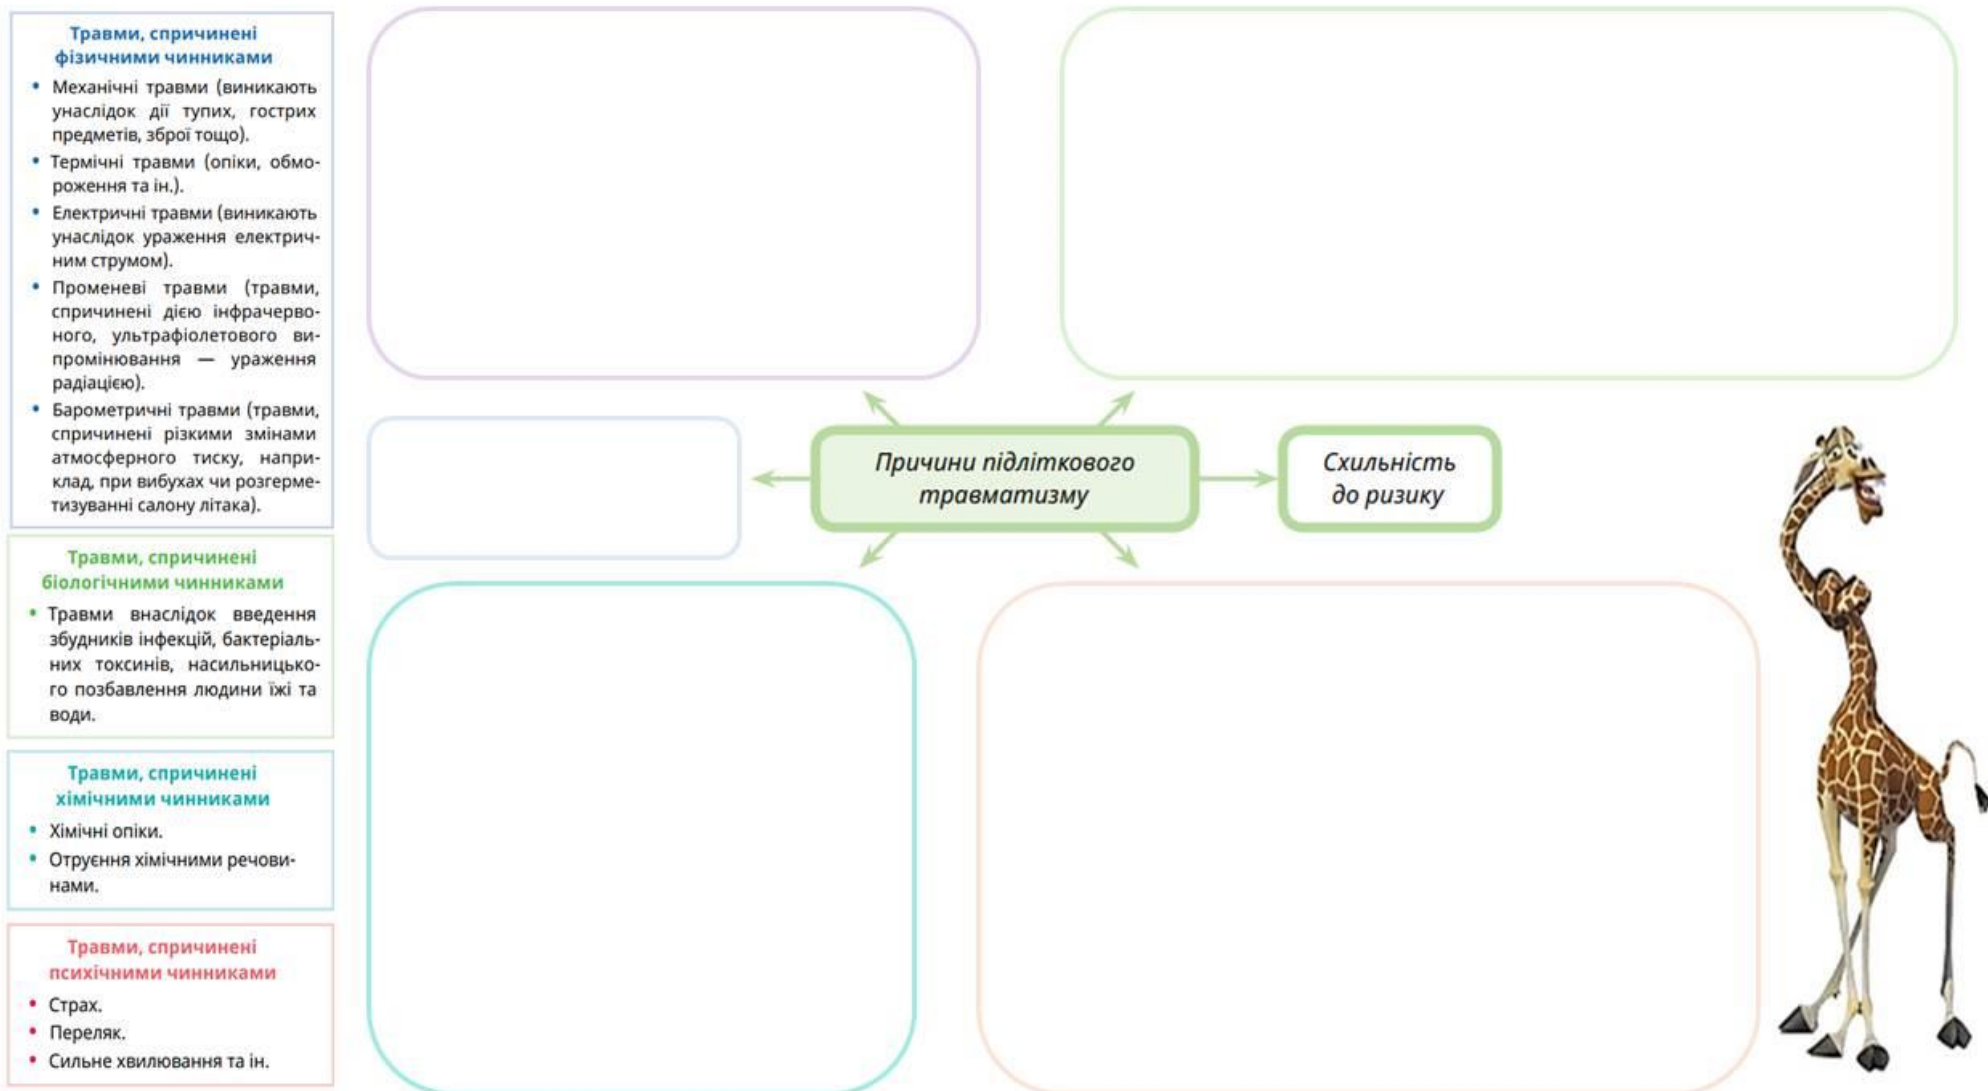 Травми, спричинені
фізичними чинниками
• Механічні травми (виникають
унаслідок дії тупих, гострих
предметів, зброї тощо).
• Термічні травми (опіки, обмо-
роження та ін.).
• Електричні травми (виникають
унаслідок ураження електрич-
ним струмом).
• Променеві травми (травми,
спричинені дією інфрачерво-
ного, ультрафіолетового ви-
промінювання — ураження
радіацією).
• Барометричні травми (травми,
спричинені різкими змінами
атмосферного тиску, напри-
клад, при вибухах чи розгерме-
тизуванні салону літака).
Травми, спричинені
біологічними чинниками
• Травми внаслідок введення
збудників інфекцій, бактеріаль-
них токсинів, насильницько-
го позбавлення людини їжі та
води.
Травми, спричинені
хімічними чинниками
• Хімічні опіки.
• Отруєння хімічними речови-
нами.
Травми, спричинені
психічними чинниками
• Страх.
• Переляк.
• Сильне хвилювання та ін.
Причини підліткового
травматизму
Схильність
до ризику